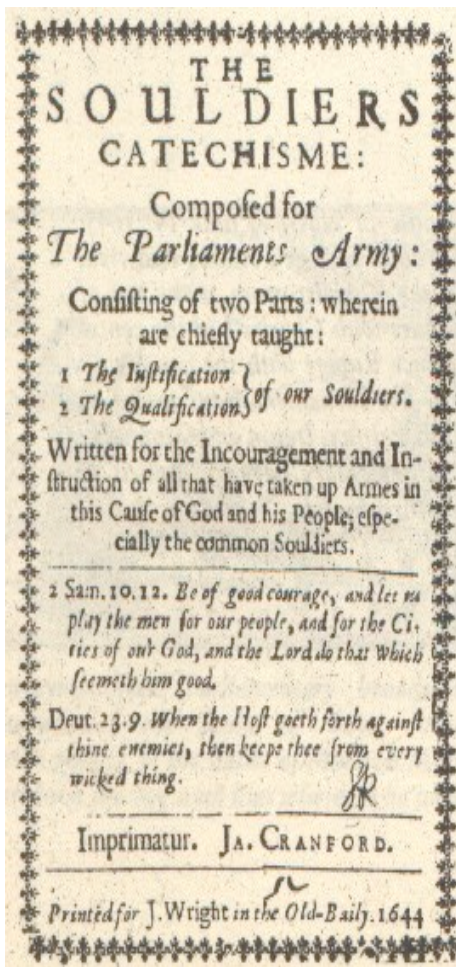 THE
SOULDIERS
CATECHISME:
Compoſed for
The Parliaments Army:
Conſiſting of two Parts: wherein
are chiefly taught:
1 The Iuſtification } of our Souldiers.
2 The Qualification
Written for the Incouragement and In-
ſtruction of all that have taken up Armes in
this Cauſe of God and his People; eſpe-
cially the common Souldiers.
2 Sam. 10. 12. Be of good courage, and let us
play the men for our people, and for the Ci-
ties of our God, and the Lord do that which
ſeemeth him good.
Deut. 23. 9. When the Hoſt goeth forth againſt
thine enemies, then keepe thee from every
wicked thing.
Imprimatur. JA. CRANFORD.
Printed for J. Wright in the Old-Baily. 1644